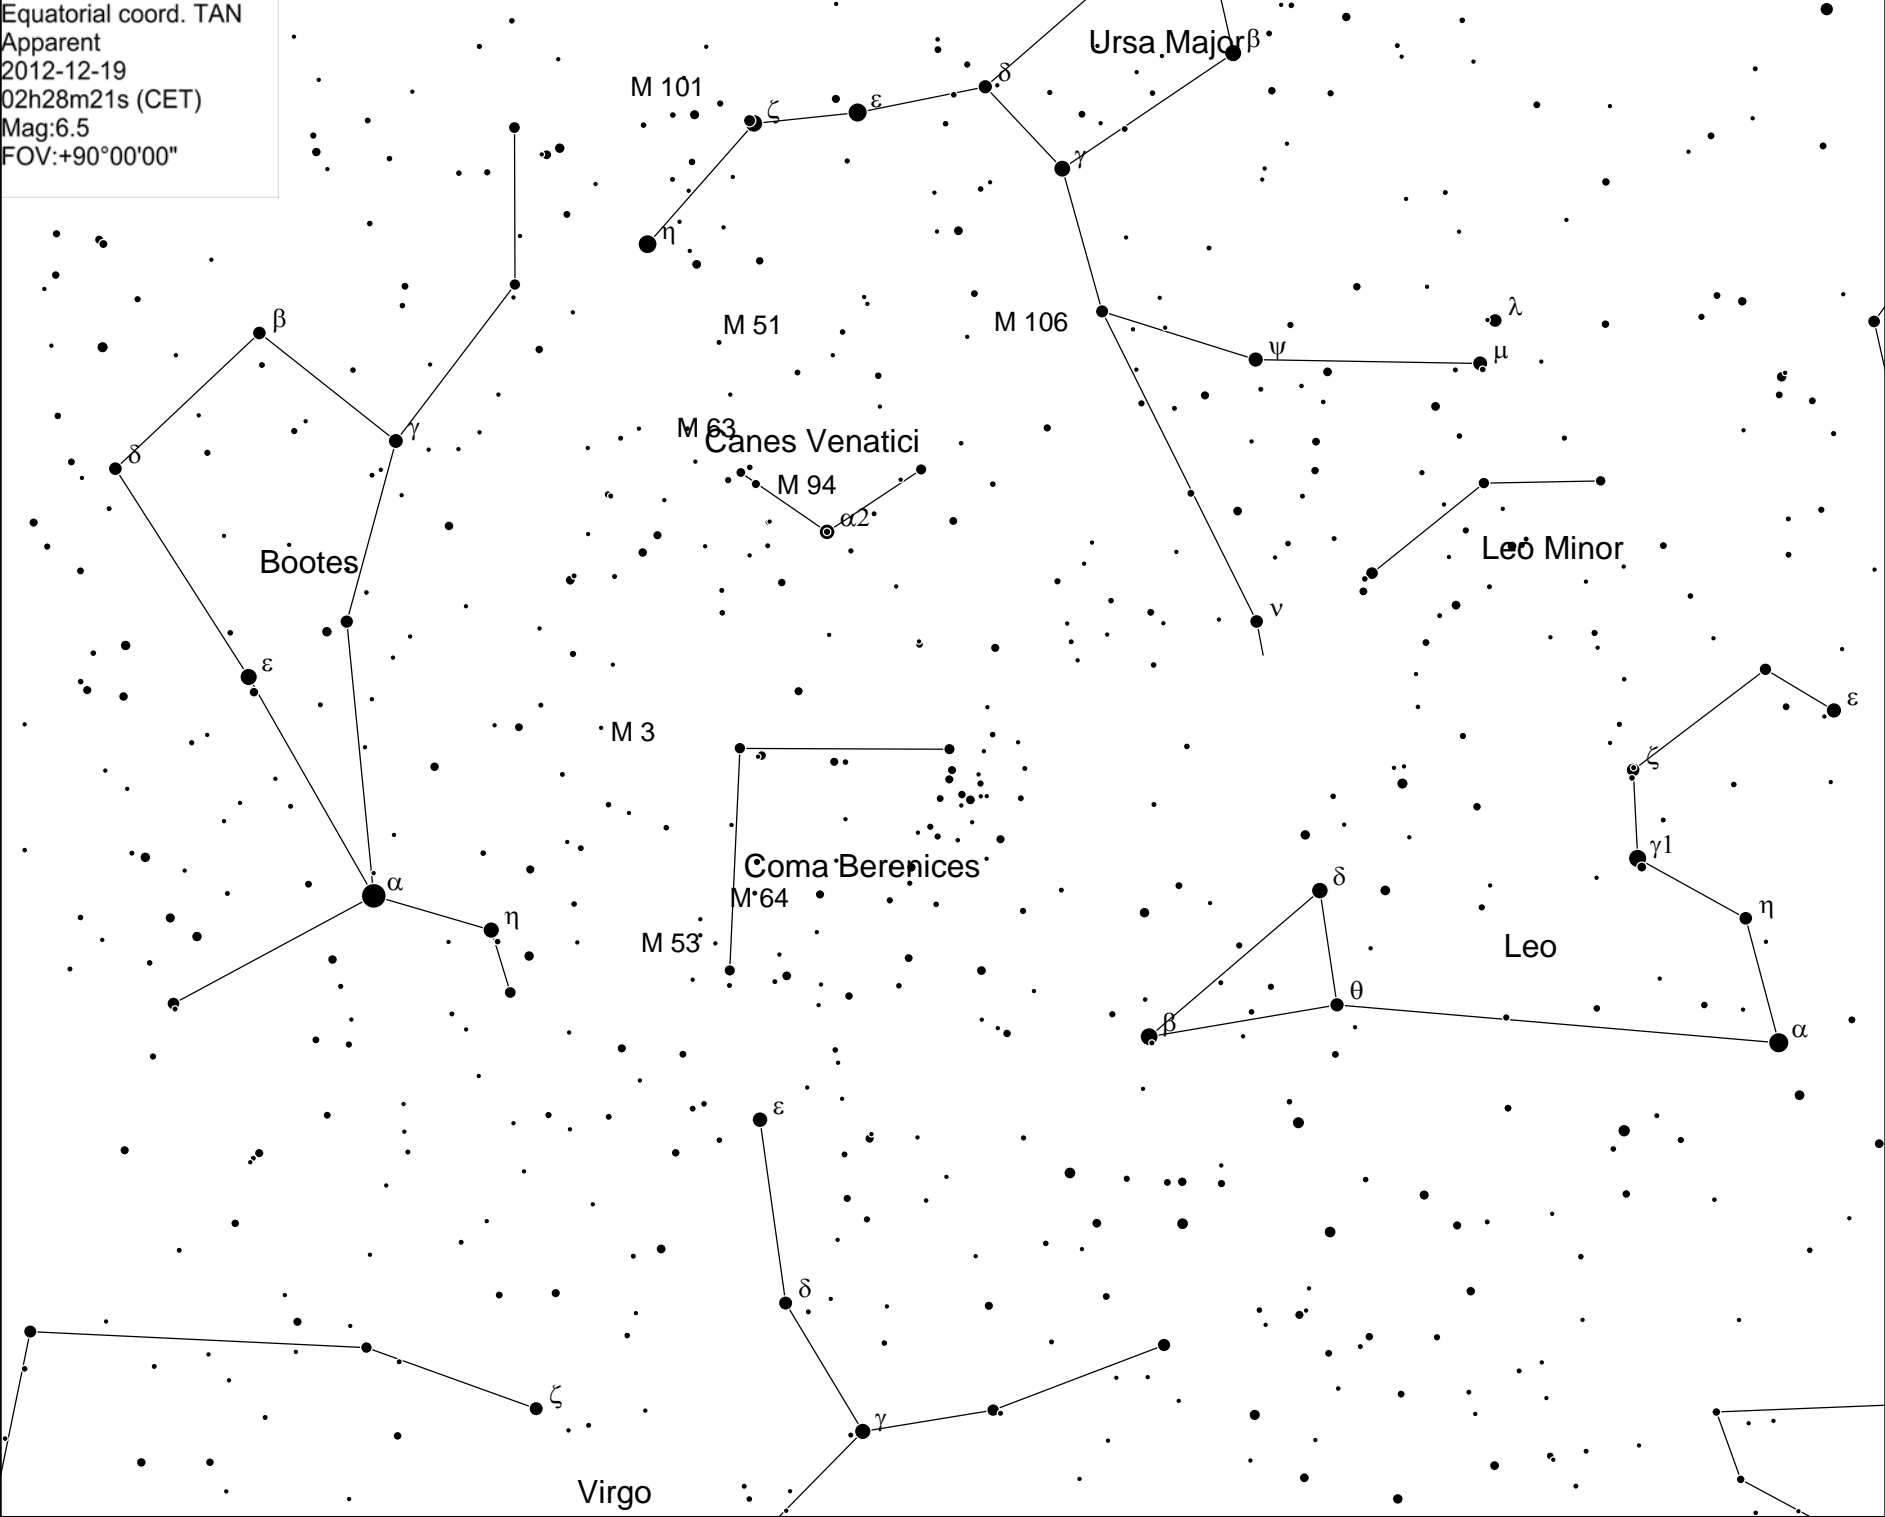 Equatorial coord. TAN
Apparent
2012-12-19
02h28m21s (CET)
Mag:6.5
FOV:+90°00'00"
Ursa Major β
δ
M 101
ζ
ε
γ
η
λ
β
M 51
M 106
ψ
μ
γ
M 63
Canes Venatici
δ
M 94
α2
Bootes
Leo Minor
ν
ε
ε
M 3
ζ
γ1
Coma Berenices
α
δ
M 64
η
η
M 53
Leo
θ
β
α
ε
δ
ζ
γ
Virgo